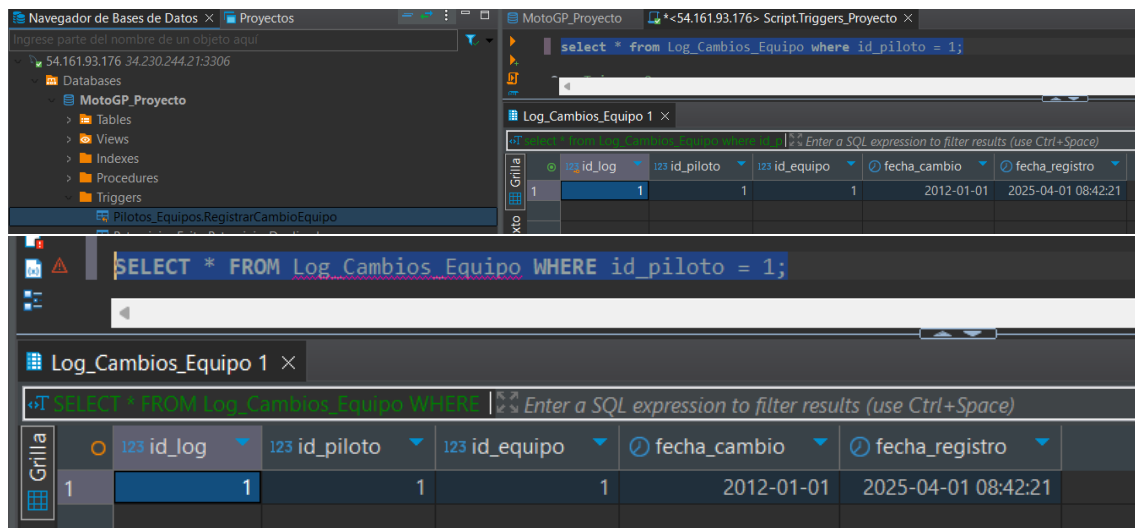 Navegador de Bases de Datos × Proyectos
Ingrese parte del nombre de un objeto aquí
54.161.93.176 34.230.244.21:3306
Databases
MotoGP_Proyecto
Tables
Views
Indexes
Procedures
Triggers
Pilotos_Equipos.RegistrarCambioEquipo
MotoGP_Proyecto
*<54.161.93.176> Script.Triggers_Proyecto ×
select * from Log_Cambios_Equipo where id_piloto = 1;
Log_Cambios_Equipo 1 ×
select * from Log_Cambios_Equipo where id_p Enter a SQL expression to filter results (use Ctrl+Space)
Grilla
123 id_log 123 id_piloto 123 id_equipo fecha_cambio fecha_registro
1 1 1 1 2012-01-01 2025-04-01 08:42:21
SELECT * FROM Log_Cambios_Equipo WHERE id_piloto = 1;
Log_Cambios_Equipo 1 ×
SELECT * FROM Log_Cambios_Equipo WHERE Enter a SQL expression to filter results (use Ctrl+Space)
Grilla
123 id_log 123 id_piloto 123 id_equipo fecha_cambio fecha_registro
1 1 1 1 2012-01-01 2025-04-01 08:42:21